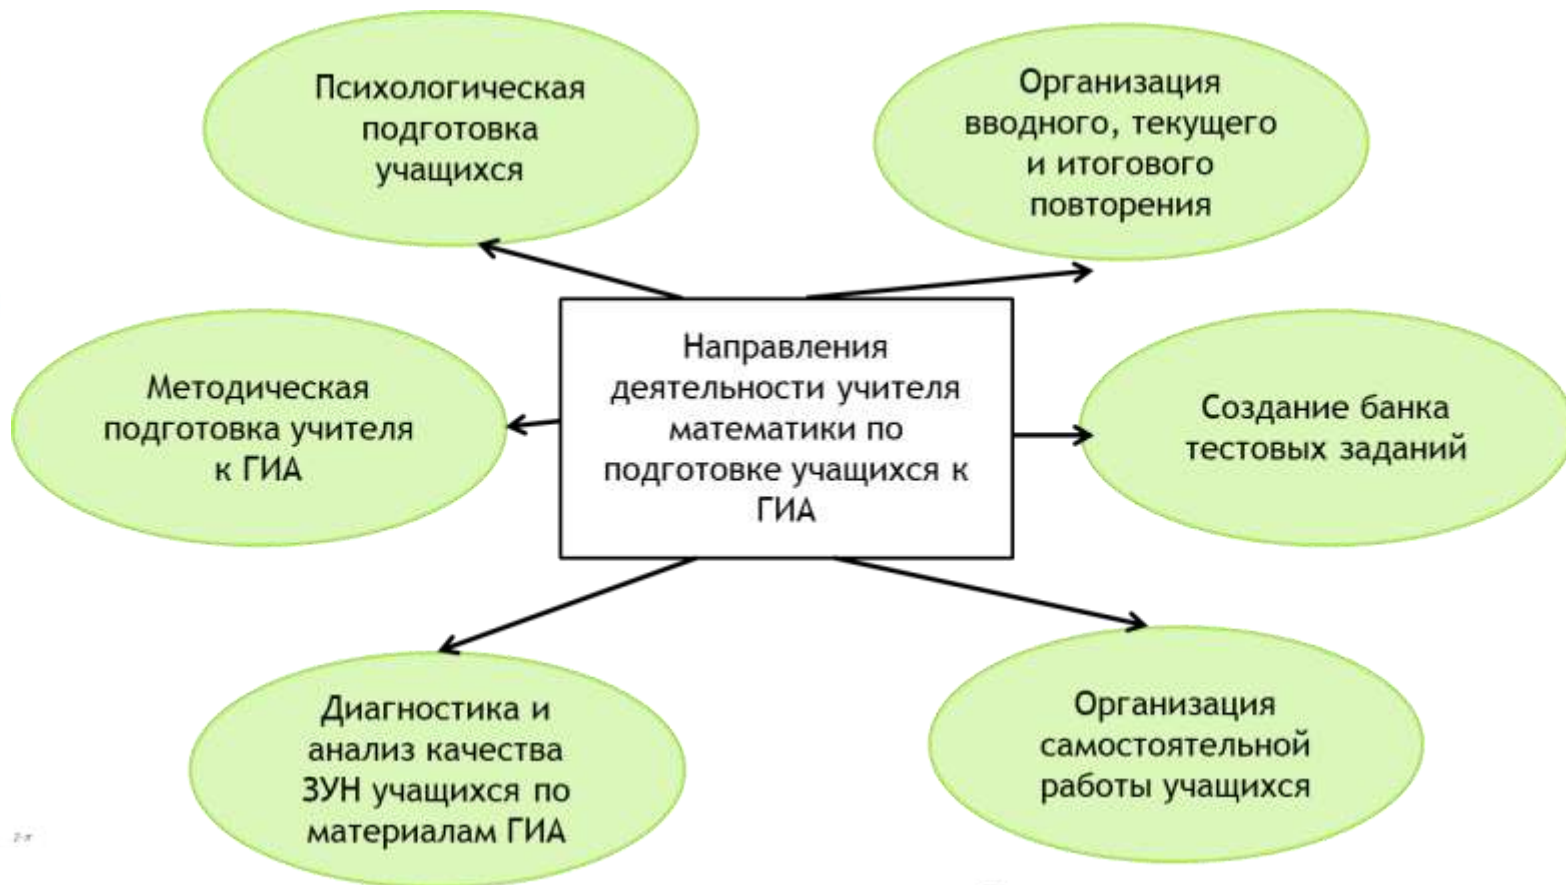 Психологическая
подготовка
учащихся
Организация
вводного, текущего
и итогового
повторения
Методическая
подготовка учителя
к ГИА
Направления
деятельности учителя
математики по
подготовке учащихся к
ГИА
Создание банка
тестовых заданий
Диагностика и
анализ качества
ЗУН учащихся по
материалам ГИА
Организация
самостоятельной
работы учащихся